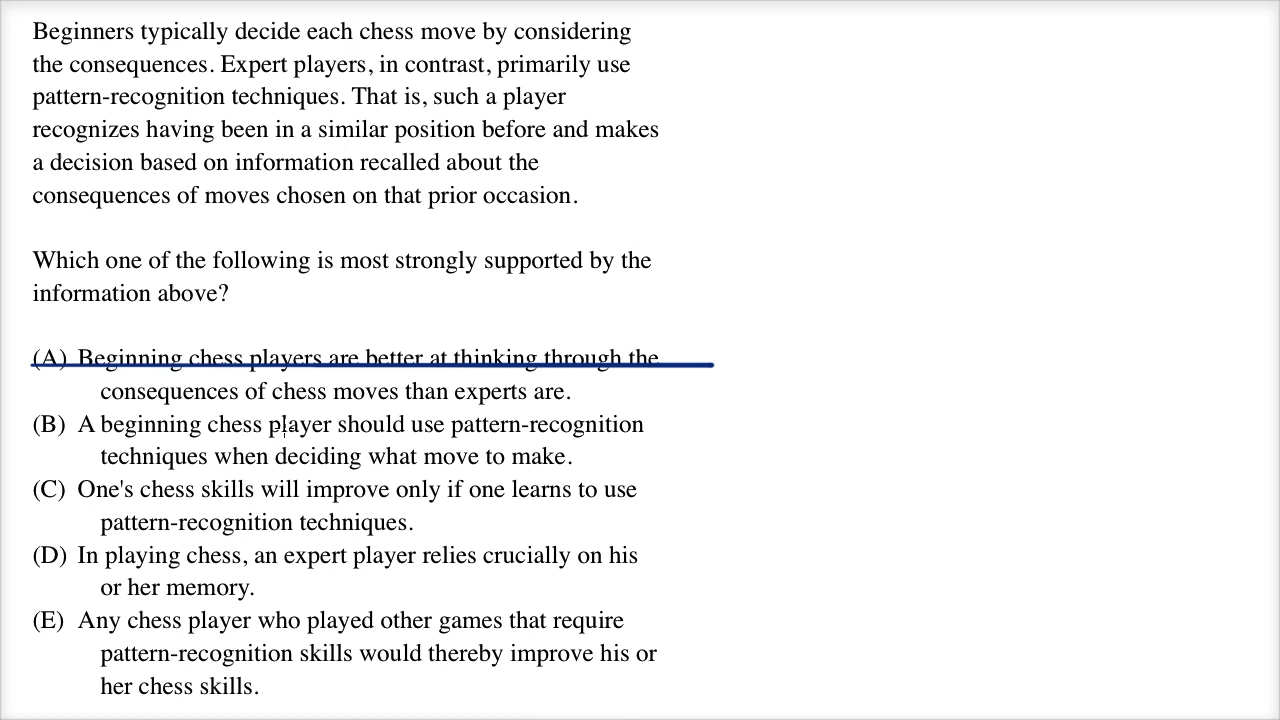 Beginners typically decide each chess move by considering
the consequences. Expert players, in contrast, primarily use
pattern-recognition techniques. That is, such a player
recognizes having been in a similar position before and makes
a decision based on information recalled about the
consequences of moves chosen on that prior occasion.
Which one of the following is most strongly supported by the
information above?
(A) Beginning chess players are better at thinking through the
consequences of chess moves than experts are.
(B) A beginning chess player should use pattern-recognition
techniques when deciding what move to make.
(C) One's chess skills will improve only if one learns to use
pattern-recognition techniques.
(D) In playing chess, an expert player relies crucially on his
or her memory.
(E) Any chess player who played other games that require
pattern-recognition skills would thereby improve his or
her chess skills.